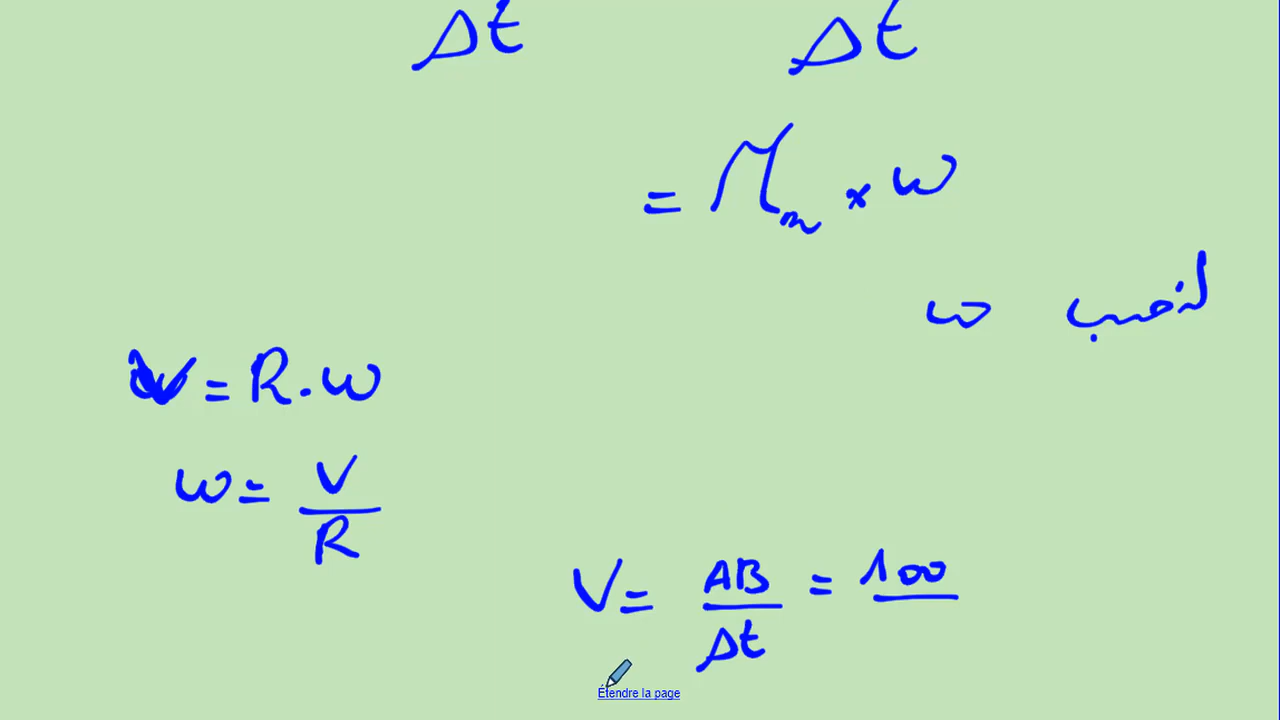 Δt Δt
= M_m × ω
لنحسب ω
V = R.ω
ω = V/R
V = AB/Δt = 100/
Étendre la page